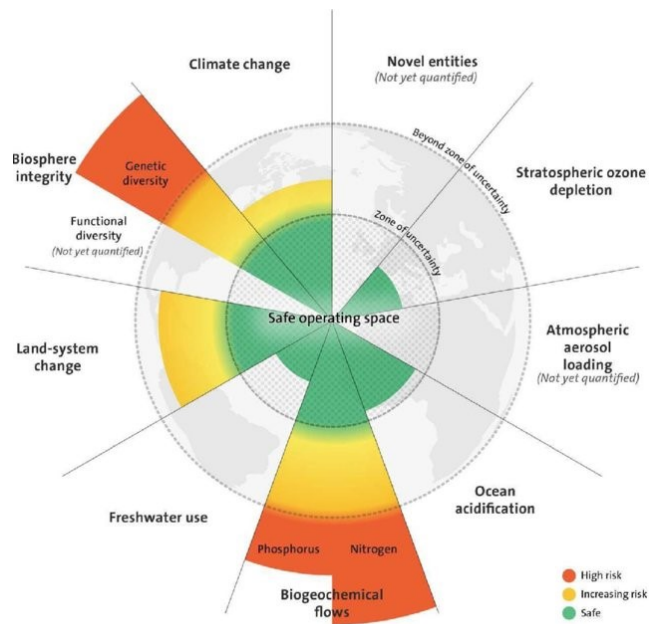 Climate change
Novel entities
(Not yet quantified)
Biosphere
integrity
Genetic
diversity
Functional
diversity
(Not yet quantified)
Beyond zone of uncertainty
Zone of uncertainty
Stratospheric ozone
depletion
Safe operating space
Land-system
change
Atmospheric
aerosol
loading
(Not yet quantified)
Freshwater use
Ocean
acidification
Phosphorus
Nitrogen
Biogeochemical
flows
High risk
Increasing risk
Safe